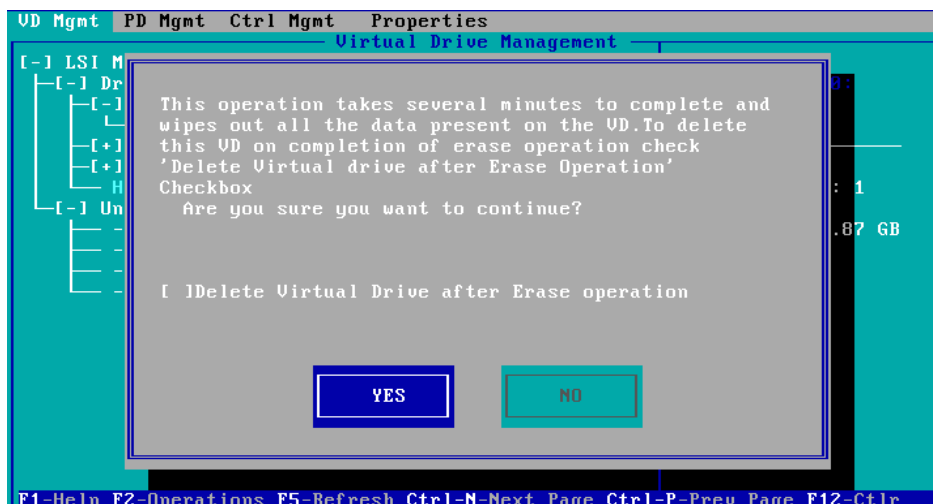 VD Mgmt PD Mgmt Ctrl Mgmt Properties
Virtual Drive Management
[-] LSI M
[-] Dr
[-]
[+]
[+]
H
[-] Un
This operation takes several minutes to complete and
wipes out all the data present on the VD.To delete
this VD on completion of erase operation check
'Delete Virtual drive after Erase Operation'
Checkbox
Are you sure you want to continue?
: 1
.87 GB
[ ]Delete Virtual Drive after Erase operation
YES NO
F1-Help F2-Operations F5-Refresh Ctrl-N-Next Page Ctrl-P-Prev Page F12-Ctlr